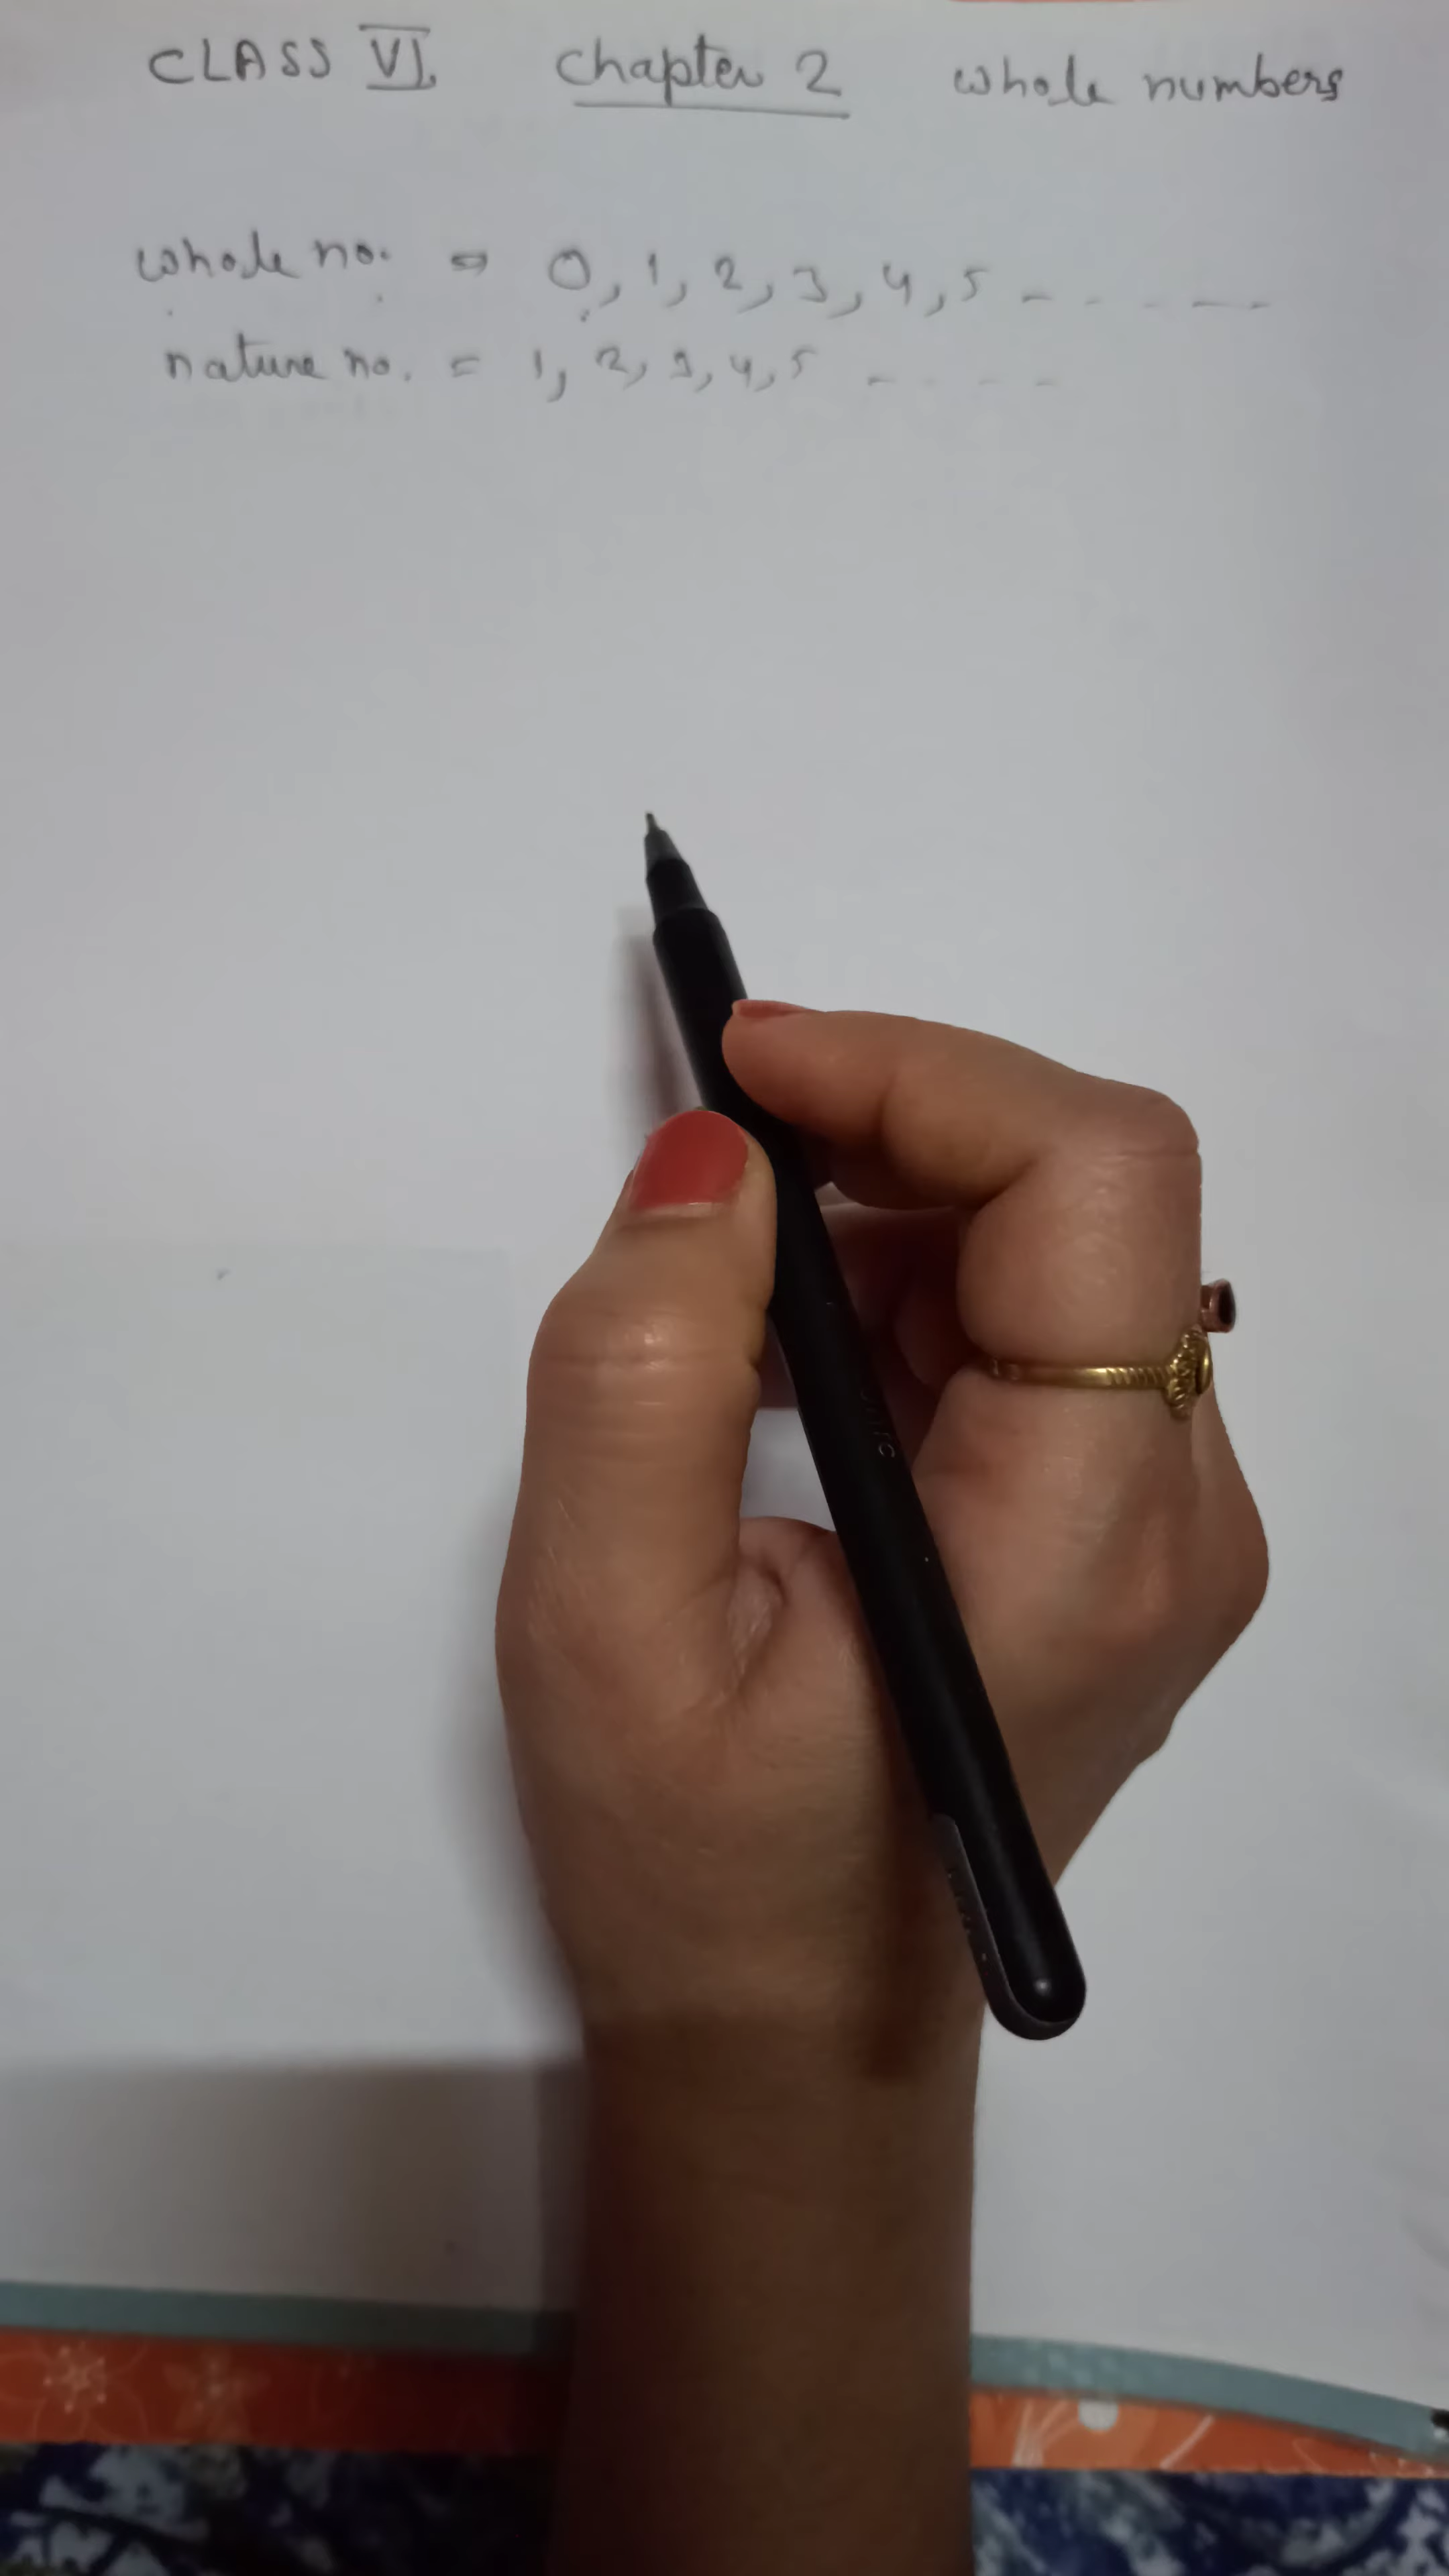 CLASS VI. Chapter 2 whole numbers
whole no. = 0, 1, 2, 3, 4, 5 - - - - -
nature no. = 1, 2, 3, 4, 5 - - - -